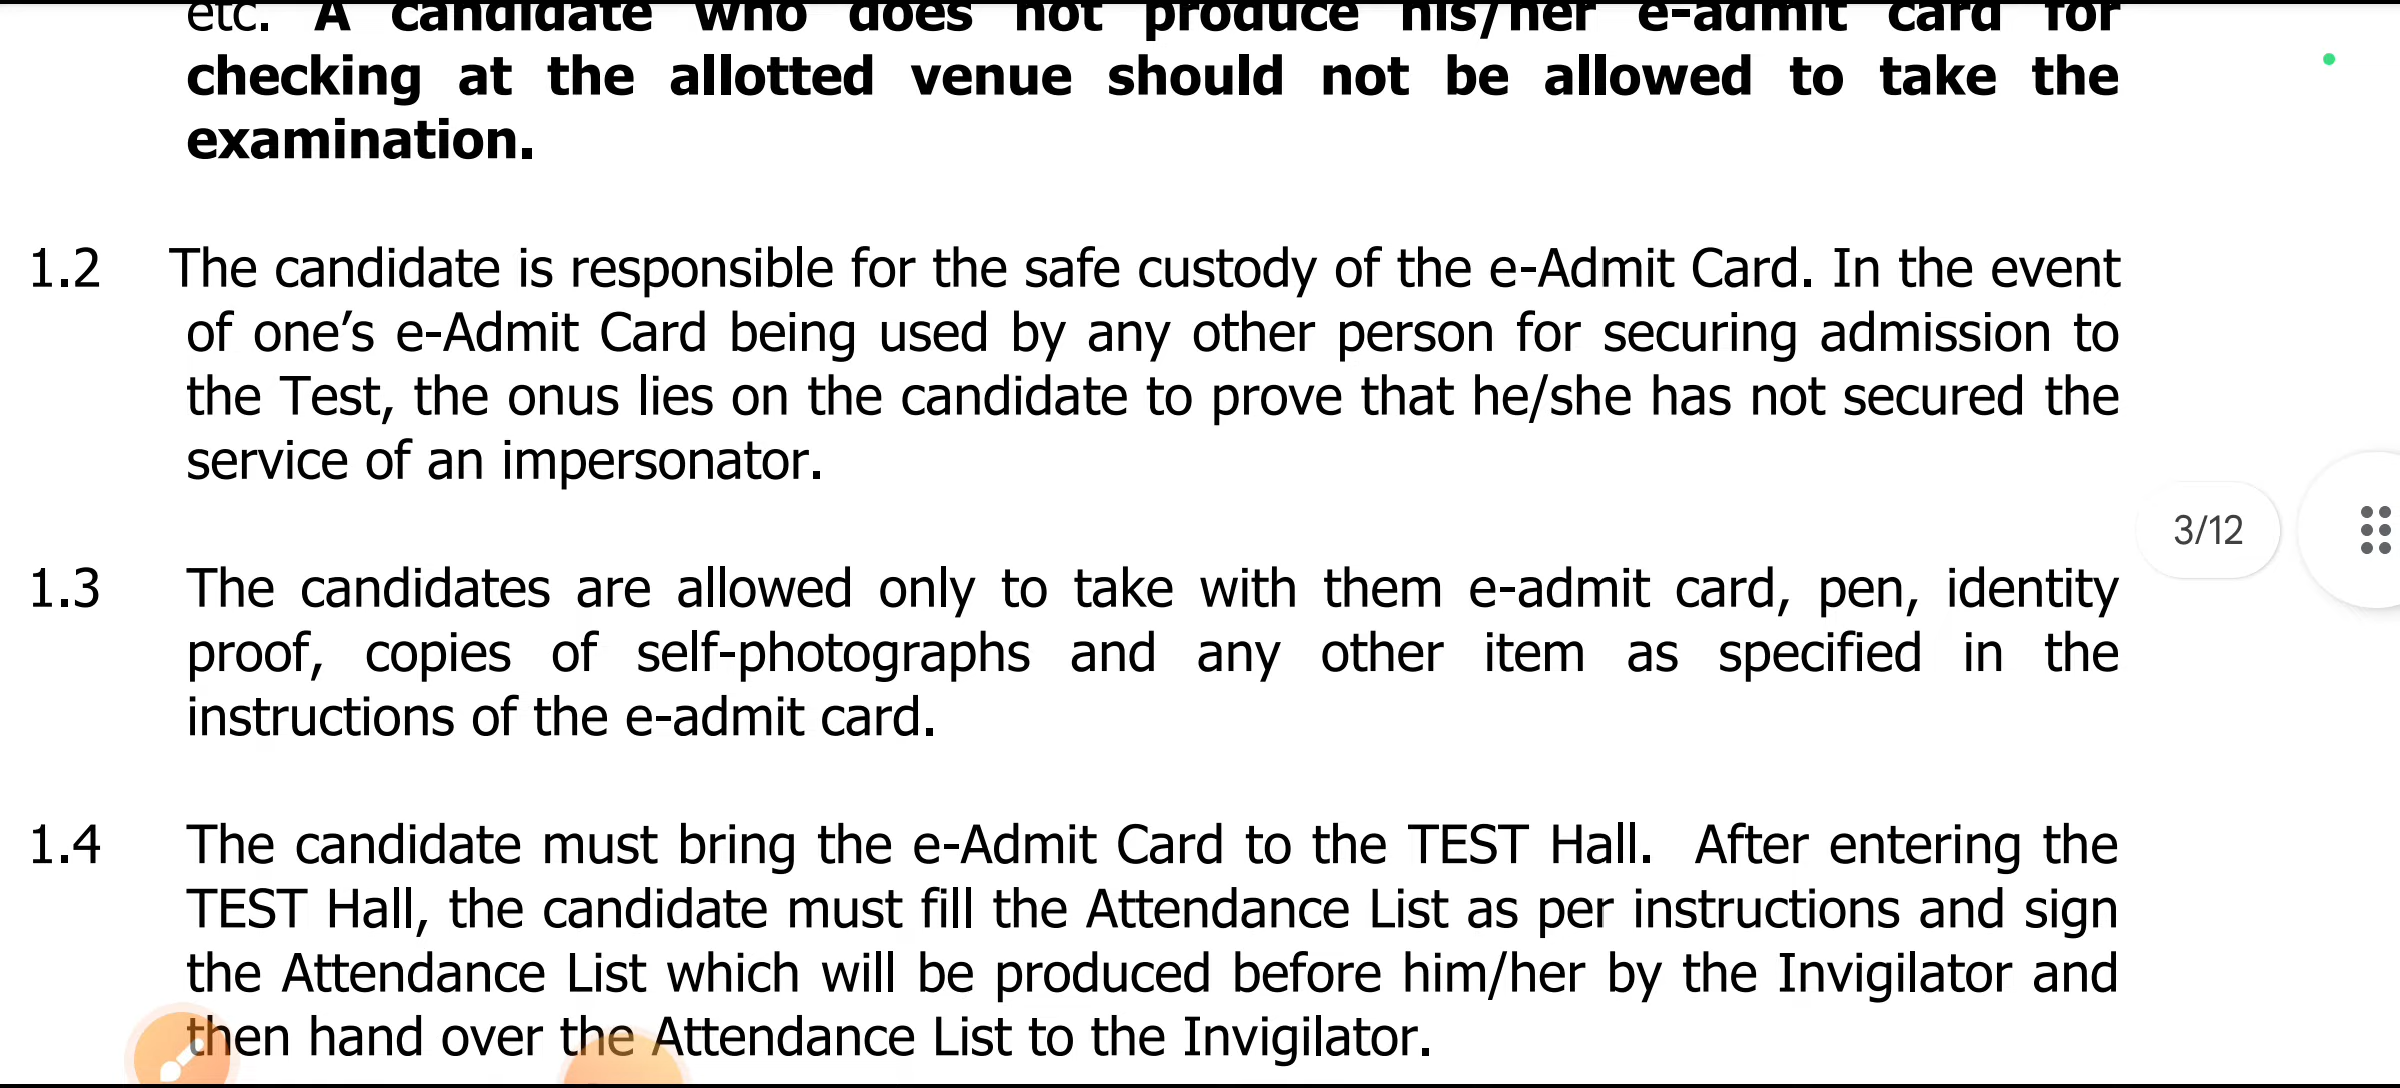 etc. A candidate who does not produce his/her e-admit card for
checking at the allotted venue should not be allowed to take the
examination.
1.2 The candidate is responsible for the safe custody of the e-Admit Card. In the event
of one’s e-Admit Card being used by any other person for securing admission to
the Test, the onus lies on the candidate to prove that he/she has not secured the
service of an impersonator.
3/12
1.3 The candidates are allowed only to take with them e-admit card, pen, identity
proof, copies of self-photographs and any other item as specified in the
instructions of the e-admit card.
1.4 The candidate must bring the e-Admit Card to the TEST Hall. After entering the
TEST Hall, the candidate must fill the Attendance List as per instructions and sign
the Attendance List which will be produced before him/her by the Invigilator and
then hand over the Attendance List to the Invigilator.